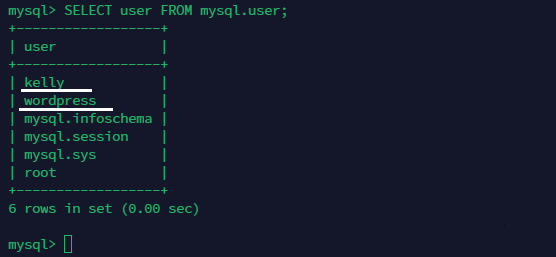 mysql> SELECT user FROM mysql.user;
+------------------+
| user             |
+------------------+
| kelly            |
| wordpress        |
| mysql.infoschema |
| mysql.session    |
| mysql.sys        |
| root             |
+------------------+
6 rows in set (0.00 sec)
mysql>